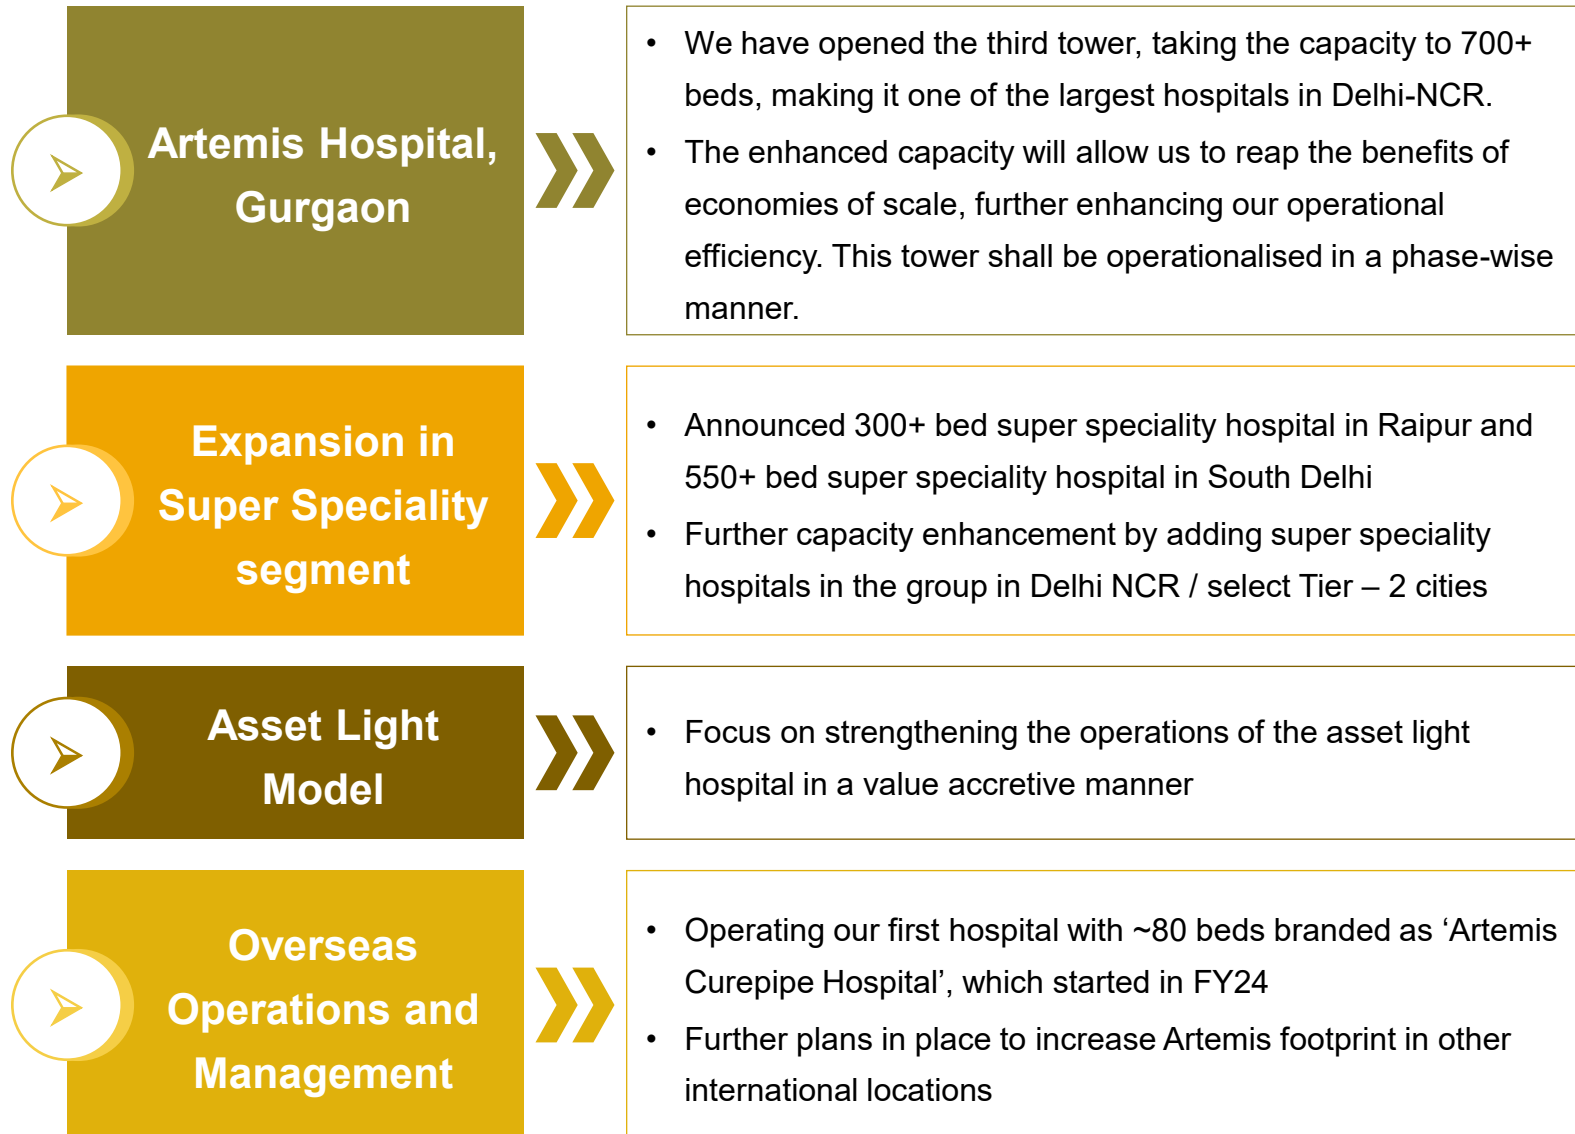 Artemis Hospital,
Gurgaon
• We have opened the third tower, taking the capacity to 700+
beds, making it one of the largest hospitals in Delhi-NCR.
• The enhanced capacity will allow us to reap the benefits of
economies of scale, further enhancing our operational
efficiency. This tower shall be operationalised in a phase-wise
manner.
Expansion in
Super Speciality
segment
• Announced 300+ bed super speciality hospital in Raipur and
550+ bed super speciality hospital in South Delhi
• Further capacity enhancement by adding super speciality
hospitals in the group in Delhi NCR / select Tier – 2 cities
Asset Light
Model
• Focus on strengthening the operations of the asset light
hospital in a value accretive manner
Overseas
Operations and
Management
• Operating our first hospital with ~80 beds branded as ‘Artemis
Curepipe Hospital’, which started in FY24
• Further plans in place to increase Artemis footprint in other
international locations